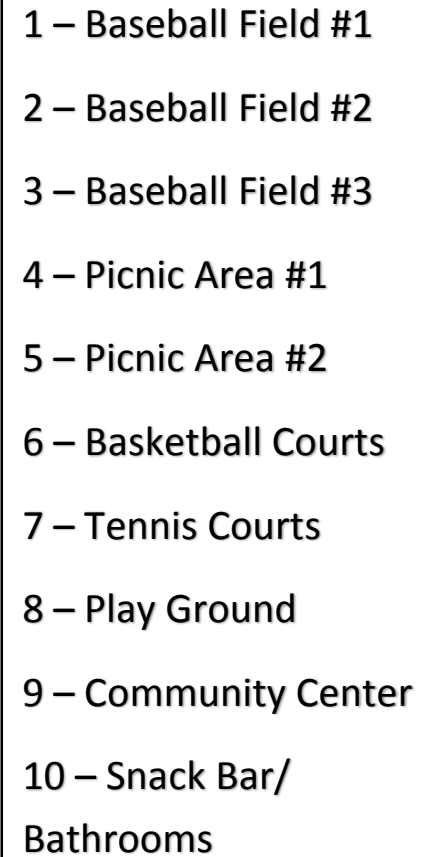 1 – Baseball Field #1
2 – Baseball Field #2
3 – Baseball Field #3
4 – Picnic Area #1
5 – Picnic Area #2
6 – Basketball Courts
7 – Tennis Courts
8 – Play Ground
9 – Community Center
10 – Snack Bar/
Bathrooms